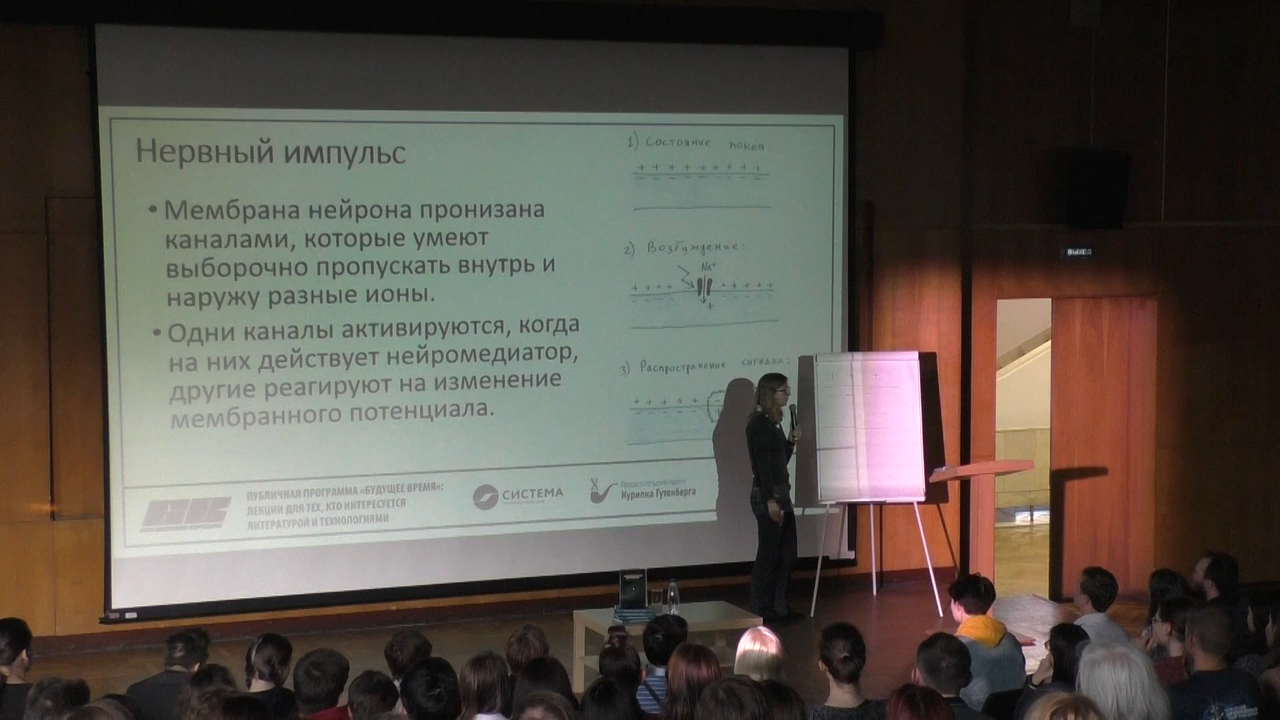 Нервный импульс
• Мембрана нейрона пронизана
каналами, которые умеют
выборочно пропускать внутрь и
наружу разные ионы.
• Одни каналы активируются, когда
на них действует нейромедиатор,
другие реагируют на изменение
мембранного потенциала.
1) Состояние покоя:
2) Возбуждение:
Na⁺
3) Распространение сигнала:
ПУБЛИЧНАЯ ПРОГРАММА «БУДУЩЕЕ ВРЕМЯ»:
ЛЕКЦИИ ДЛЯ ТЕХ, КТО ИНТЕРЕСУЕТСЯ
ЛИТЕРАТУРОЙ И ТЕХНОЛОГИЯМИ
СИСТЕМА
Просветительский проект
Курилка Гутенберга
ВЫХОД